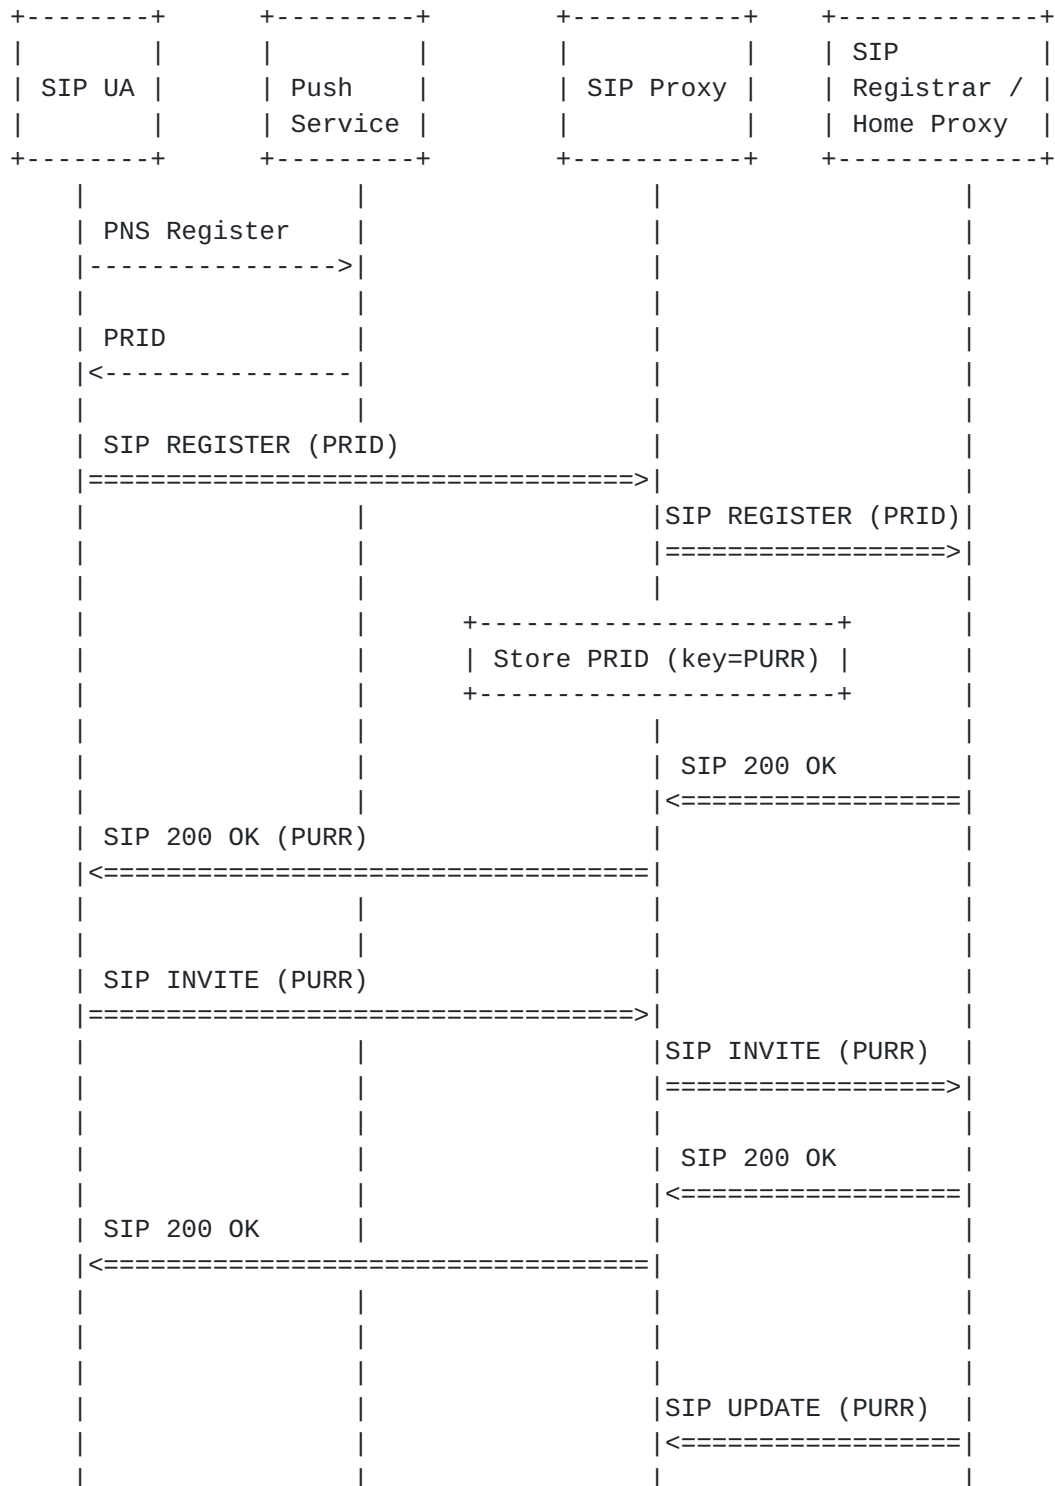 +--------+      +---------+        +-----------+    +-------------+
|        |      |         |        |           |    | SIP         |
| SIP UA |      | Push    |        | SIP Proxy |    | Registrar / |
|        |      | Service |        |           |    | Home Proxy  |
+--------+      +---------+        +-----------+    +-------------+
    |                 |                  |                   |
    | PNS Register    |                  |                   |
    |---------------->|                  |                   |
    |                 |                  |                   |
    | PRID            |                  |                   |
    |<----------------|                  |                   |
    |                 |                  |                   |
    | SIP REGISTER (PRID)                |                   |
    |===================================>|                   |
    |                 |                  |SIP REGISTER (PRID)|
    |                 |                  |==================>|
    |                 |                  |                   |
    |                 |      +-----------------------+       |
    |                 |      | Store PRID (key=PURR) |       |
    |                 |      +-----------------------+       |
    |                 |                  |                   |
    |                 |                  | SIP 200 OK        |
    |                 |                  |<==================|
    | SIP 200 OK (PURR)                  |                   |
    |<===================================|                   |
    |                 |                  |                   |
    |                 |                  |                   |
    | SIP INVITE (PURR)                  |                   |
    |===================================>|                   |
    |                 |                  |SIP INVITE (PURR)  |
    |                 |                  |==================>|
    |                 |                  |                   |
    |                 |                  | SIP 200 OK        |
    |                 |                  |<==================|
    | SIP 200 OK      |                  |                   |
    |<===================================|                   |
    |                 |                  |                   |
    |                 |                  |                   |
    |                 |                  |                   |
    |                 |                  |SIP UPDATE (PURR)  |
    |                 |                  |<==================|
    |                 |                  |                   |